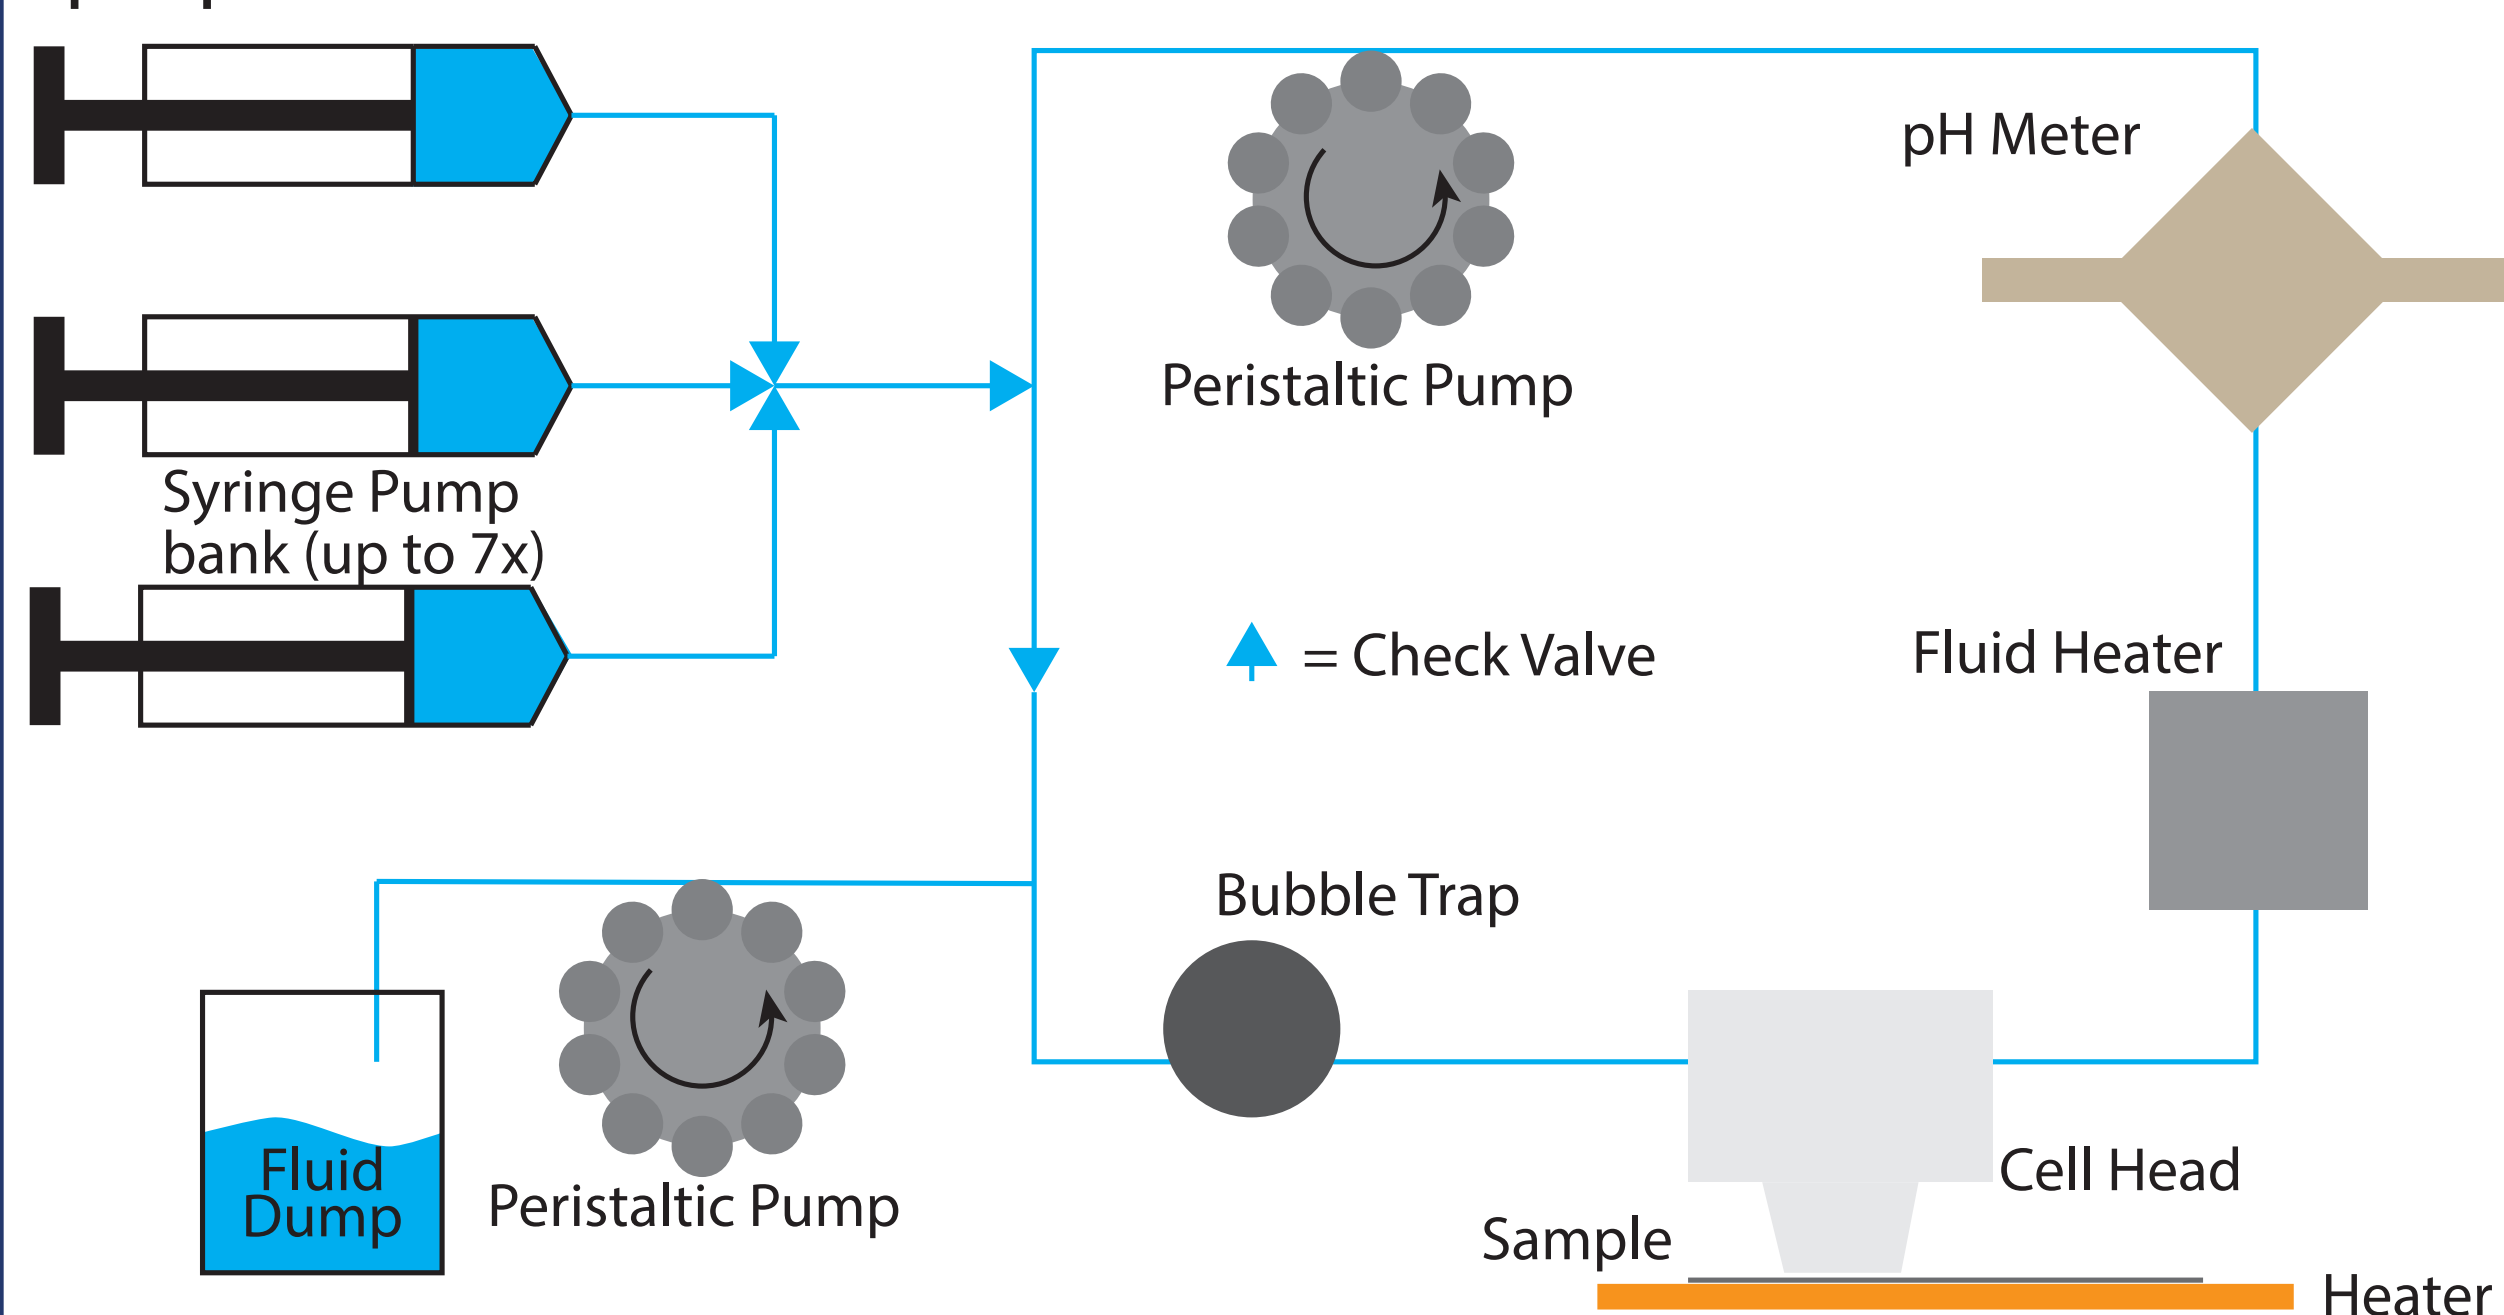 pH Meter
Peristaltic Pump
Syringe Pump
bank (up to 7x)
= Check Valve
Fluid Heater
Bubble Trap
Fluid
Dump
Peristaltic Pump
Cell Head
Sample
Heater